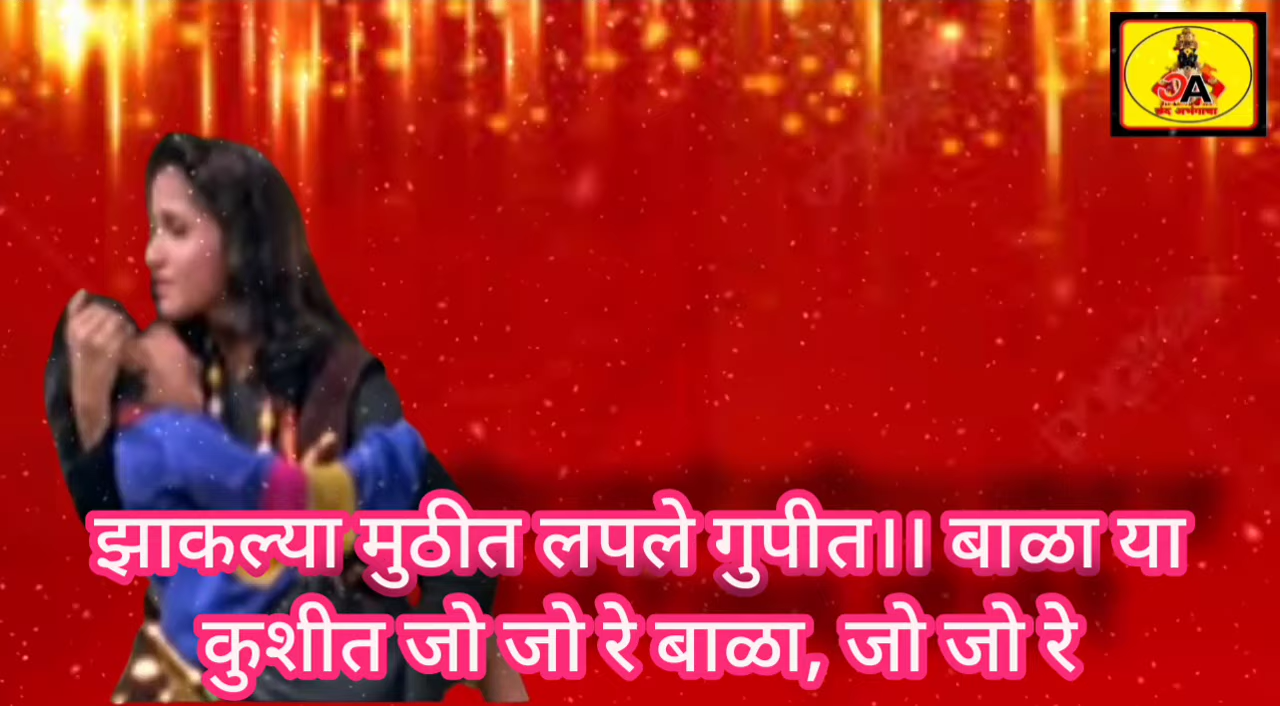 झाकल्या मुठीत लपले गुपीत।। बाळा या
कुशीत जो जो रे बाळा, जो जो रे